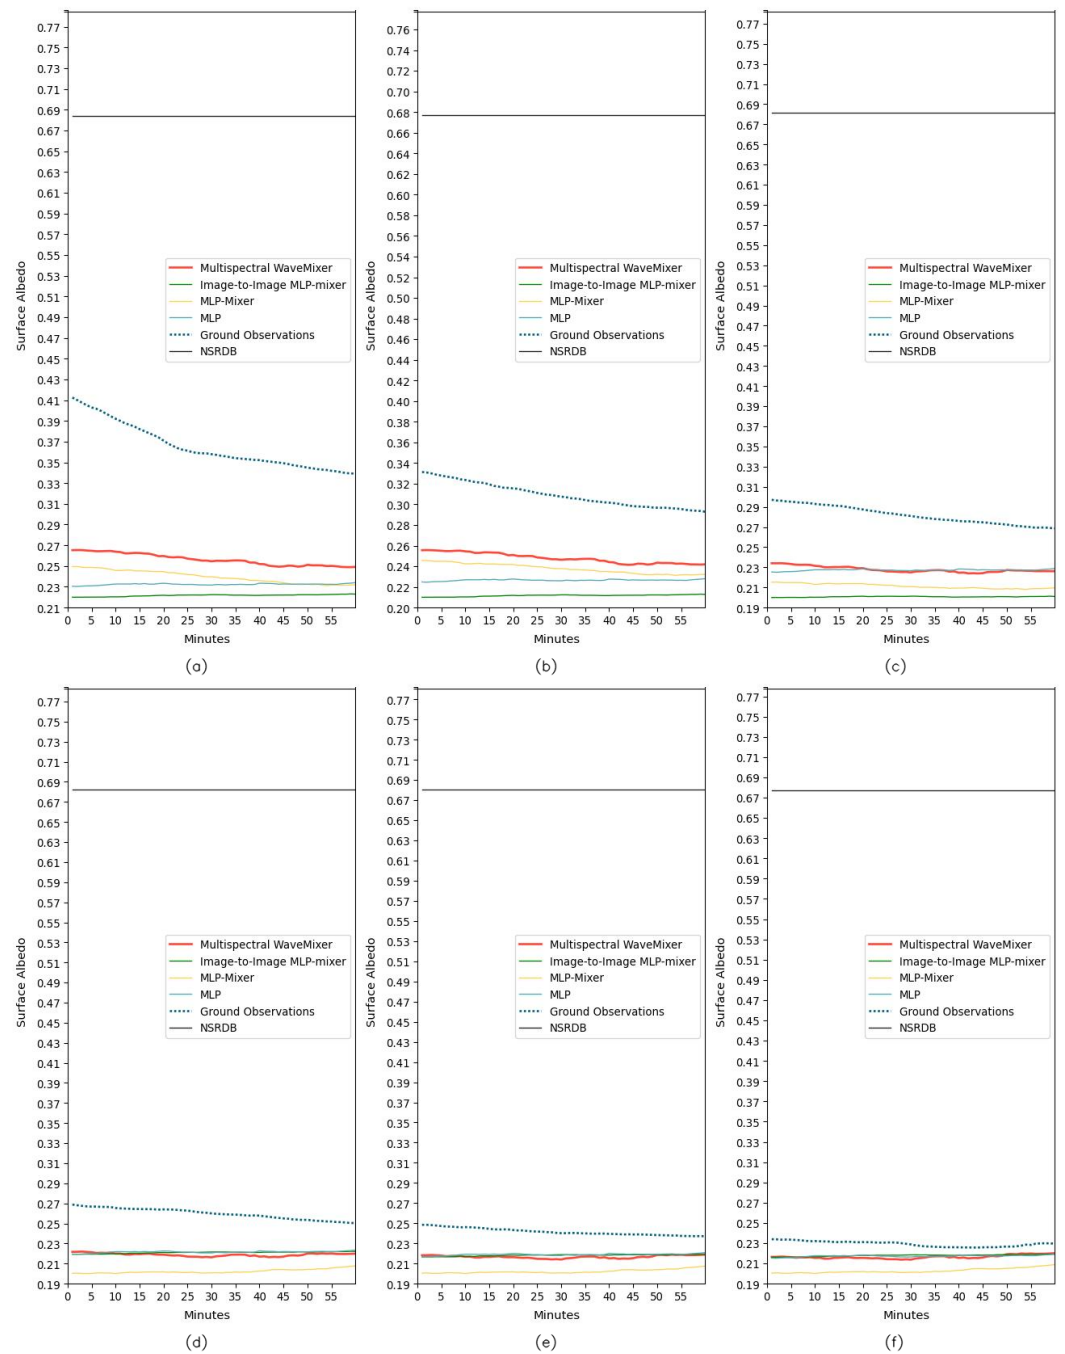 0.77
0.75
0.73
0.71
0.69
0.67
0.65
0.63
0.61
0.59
0.57
0.55
0.53
0.51
0.49
0.47
0.45
0.43
0.41
0.39
0.37
0.35
0.33
0.31
0.29
0.27
0.25
0.23
0.21
Surface Albedo
Multispectral WaveMixer
Image-to-Image MLP-mixer
MLP-Mixer
MLP
Ground Observations
NSRDB
0 5 10 15 20 25 30 35 40 45 50 55
Minutes
(a)
0.76
0.74
0.72
0.70
0.68
0.66
0.64
0.62
0.60
0.58
0.56
0.54
0.52
0.50
0.48
0.46
0.44
0.42
0.40
0.38
0.36
0.34
0.32
0.30
0.28
0.26
0.24
0.22
0.20
Surface Albedo
Multispectral WaveMixer
Image-to-Image MLP-mixer
MLP-Mixer
MLP
Ground Observations
NSRDB
0 5 10 15 20 25 30 35 40 45 50 55
Minutes
(b)
0.77
0.75
0.73
0.71
0.69
0.67
0.65
0.63
0.61
0.59
0.57
0.55
0.53
0.51
0.49
0.47
0.45
0.43
0.41
0.39
0.37
0.35
0.33
0.31
0.29
0.27
0.25
0.23
0.21
0.19
Surface Albedo
Multispectral WaveMixer
Image-to-Image MLP-mixer
MLP-Mixer
MLP
Ground Observations
NSRDB
0 5 10 15 20 25 30 35 40 45 50 55
Minutes
(c)
0.77
0.75
0.73
0.71
0.69
0.67
0.65
0.63
0.61
0.59
0.57
0.55
0.53
0.51
0.49
0.47
0.45
0.43
0.41
0.39
0.37
0.35
0.33
0.31
0.29
0.27
0.25
0.23
0.21
0.19
Surface Albedo
Multispectral WaveMixer
Image-to-Image MLP-mixer
MLP-Mixer
MLP
Ground Observations
NSRDB
0 5 10 15 20 25 30 35 40 45 50 55
Minutes
(d)
0.77
0.75
0.73
0.71
0.69
0.67
0.65
0.63
0.61
0.59
0.57
0.55
0.53
0.51
0.49
0.47
0.45
0.43
0.41
0.39
0.37
0.35
0.33
0.31
0.29
0.27
0.25
0.23
0.21
0.19
Surface Albedo
Multispectral WaveMixer
Image-to-Image MLP-mixer
MLP-Mixer
MLP
Ground Observations
NSRDB
0 5 10 15 20 25 30 35 40 45 50 55
Minutes
(e)
0.77
0.75
0.73
0.71
0.69
0.67
0.65
0.63
0.61
0.59
0.57
0.55
0.53
0.51
0.49
0.47
0.45
0.43
0.41
0.39
0.37
0.35
0.33
0.31
0.29
0.27
0.25
0.23
0.21
0.19
Surface Albedo
Multispectral WaveMixer
Image-to-Image MLP-mixer
MLP-Mixer
MLP
Ground Observations
NSRDB
0 5 10 15 20 25 30 35 40 45 50 55
Minutes
(f)